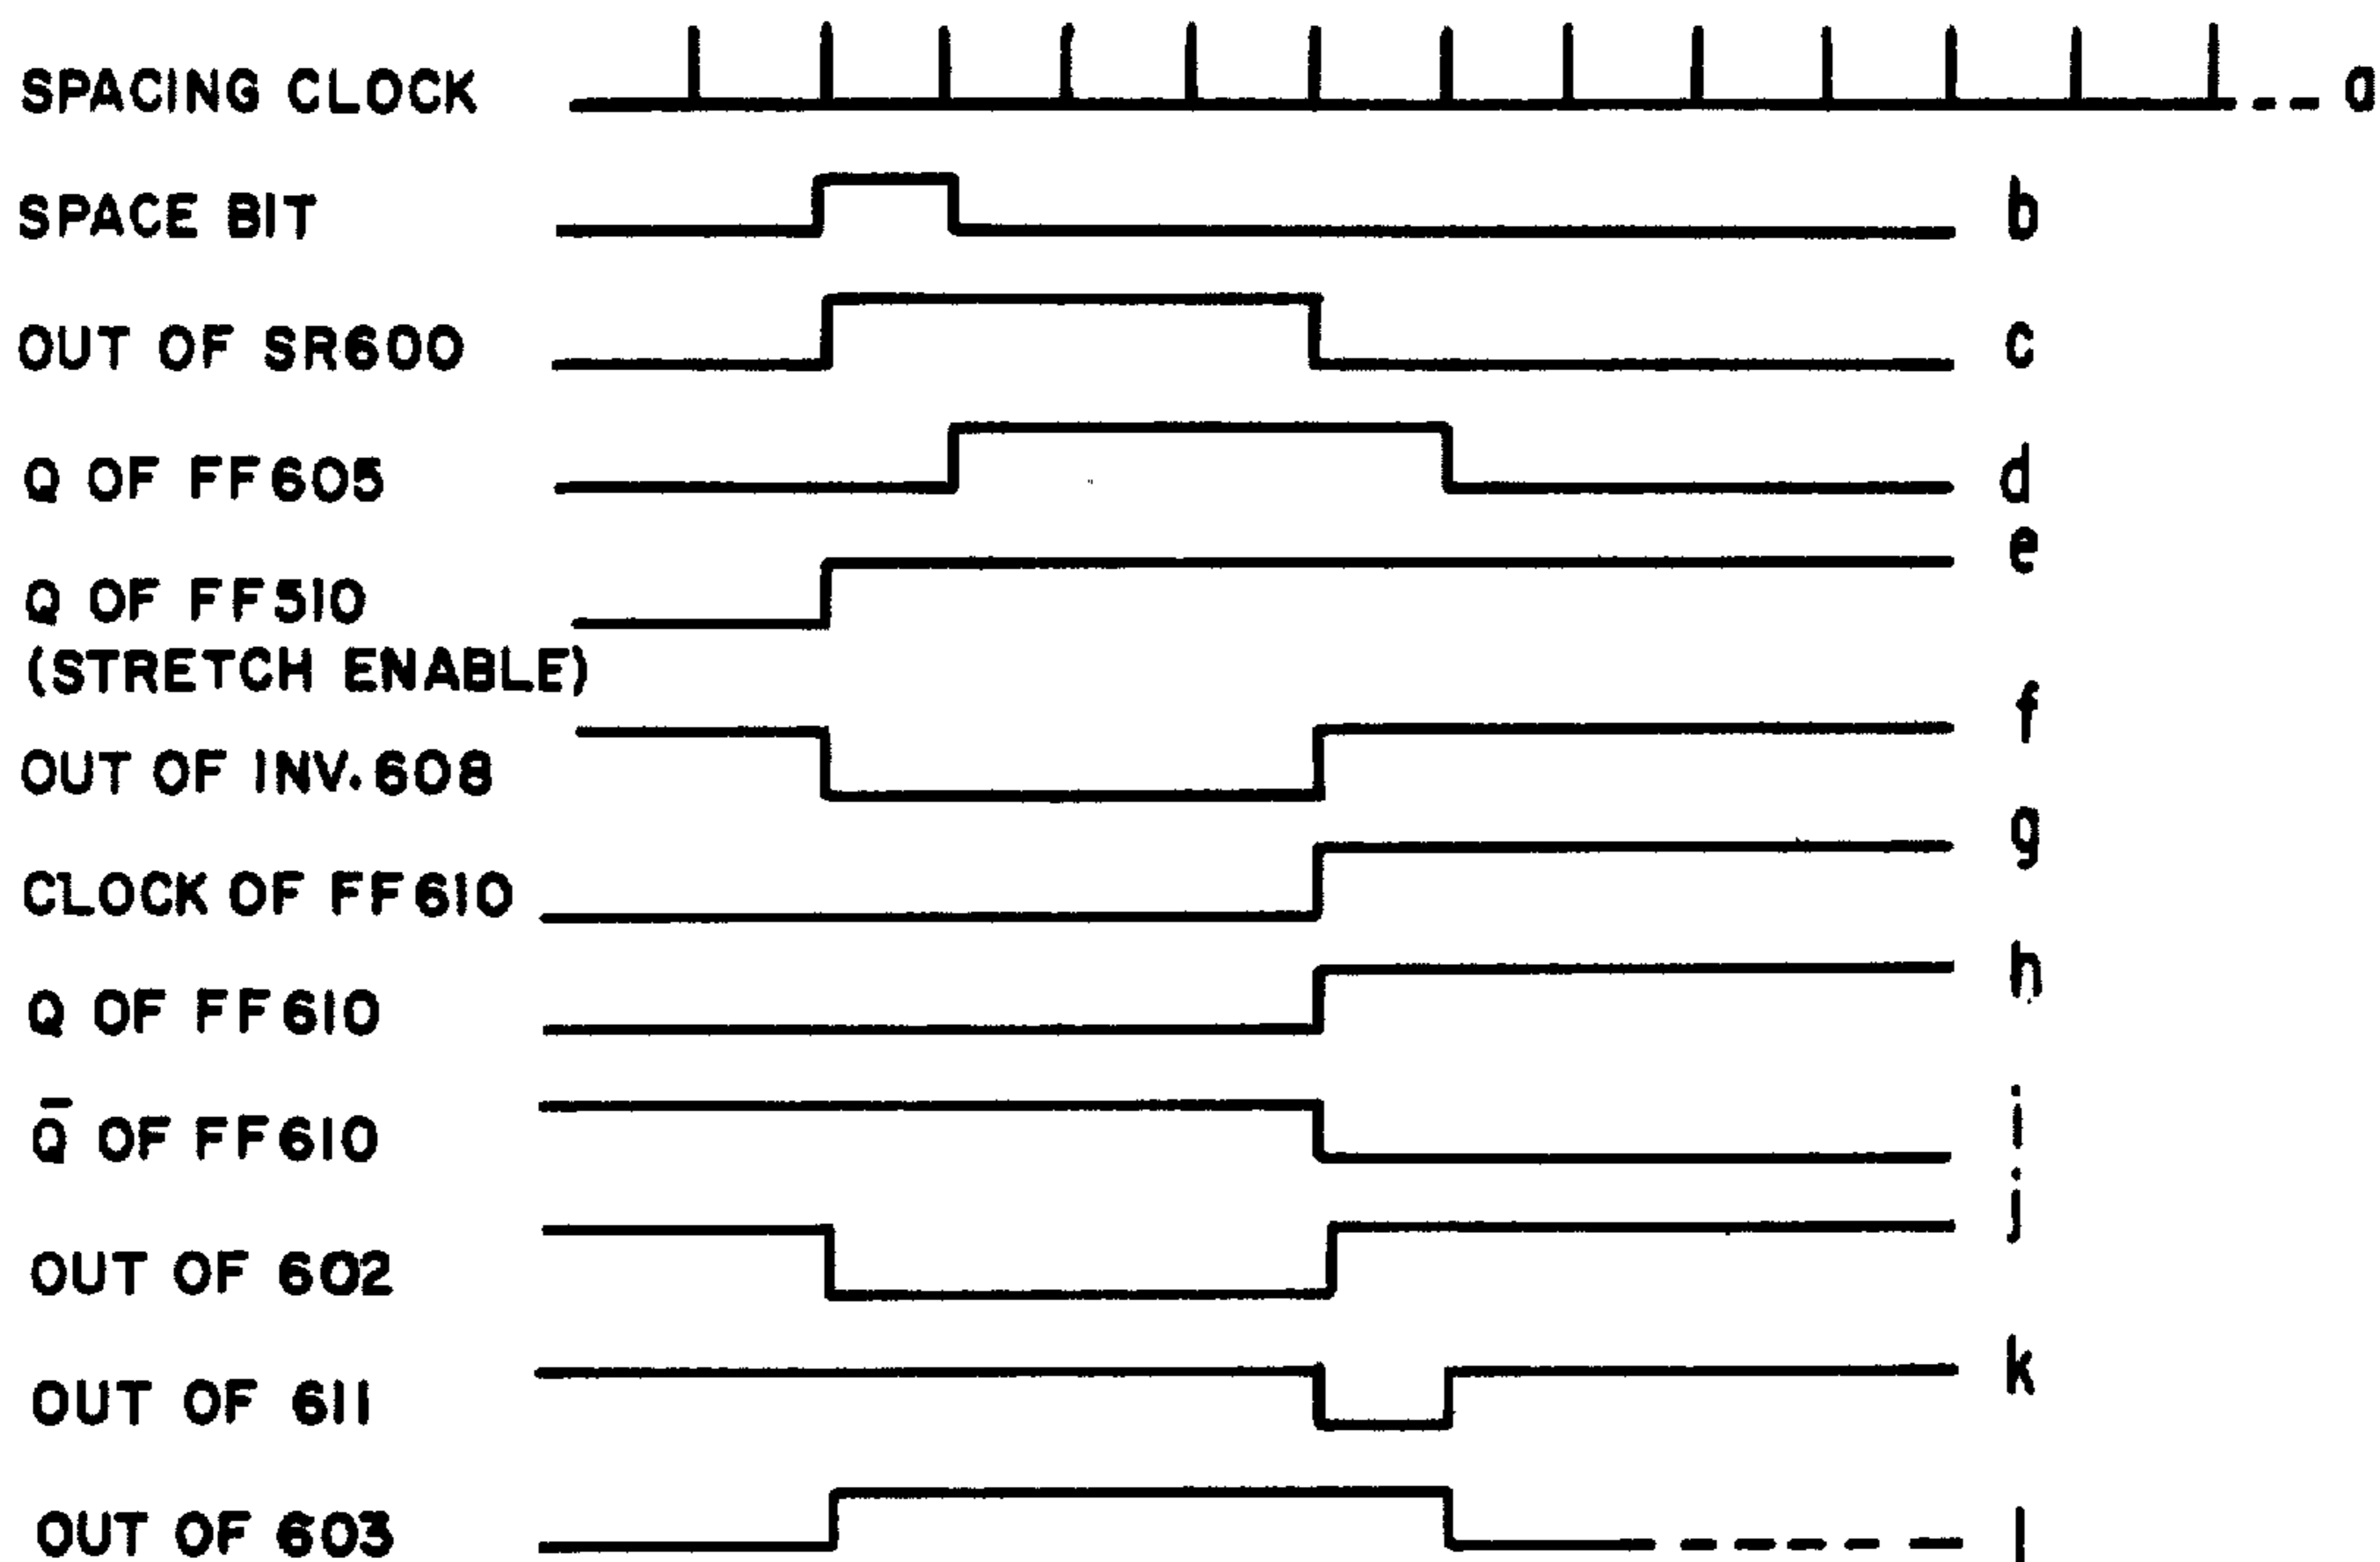 SPACING CLOCK a
SPACE BIT b
OUT OF SR600 c
Q OF FF605 d
Q OF FF510 e
(STRETCH ENABLE)
OUT OF INV.608 f
CLOCK OF FF610 g
Q OF FF610 h
Q̄ OF FF610 i
OUT OF 602 j
OUT OF 611 k
OUT OF 603 l